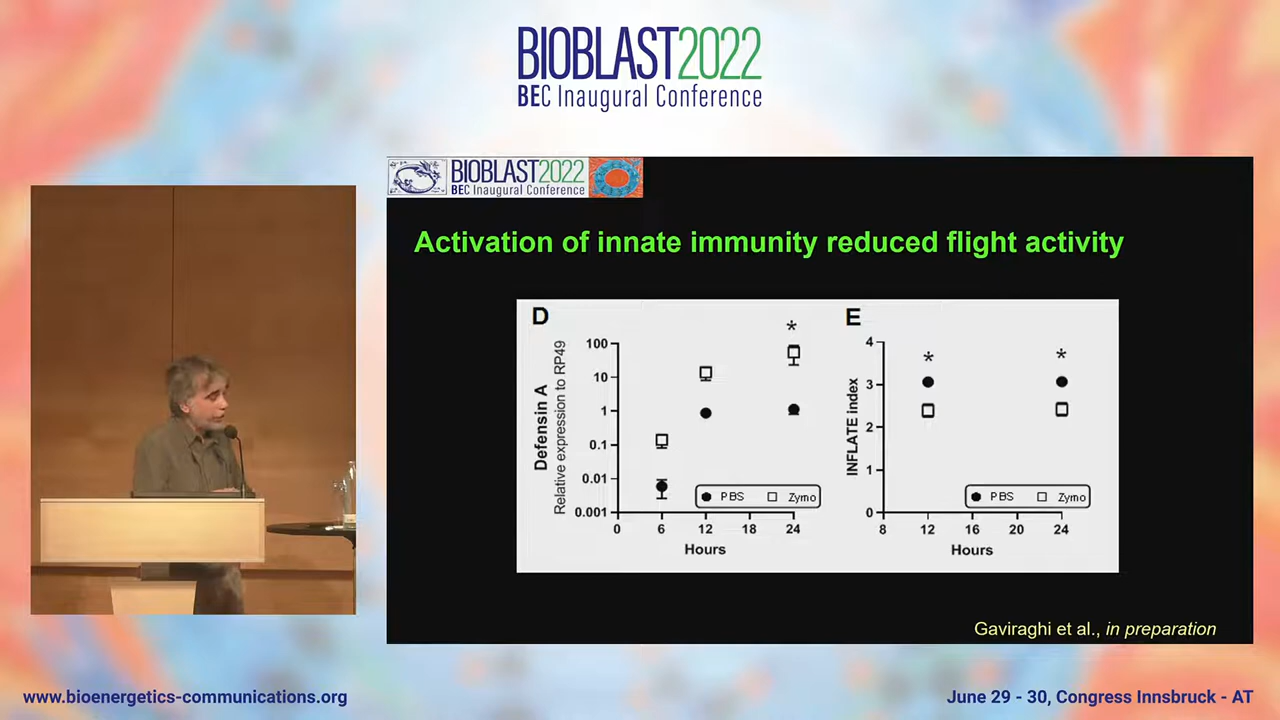 BIOBLAST2022
BEC Inaugural Conference
BIOBLAST2022
BEC Inaugural Conference
Activation of innate immunity reduced flight activity
D
Defensin A
Relative expression to RP49
100
10
1
0.1
0.01
0.001
*
PBS
Zymo
0
6
12
18
24
Hours
E
INFLATE index
4
3
2
1
0
*
*
PBS
Zymo
8
12
16
20
24
Hours
Gaviraghi et al., in preparation
www.bioenergetics-communications.org
June 29 - 30, Congress Innsbruck - AT